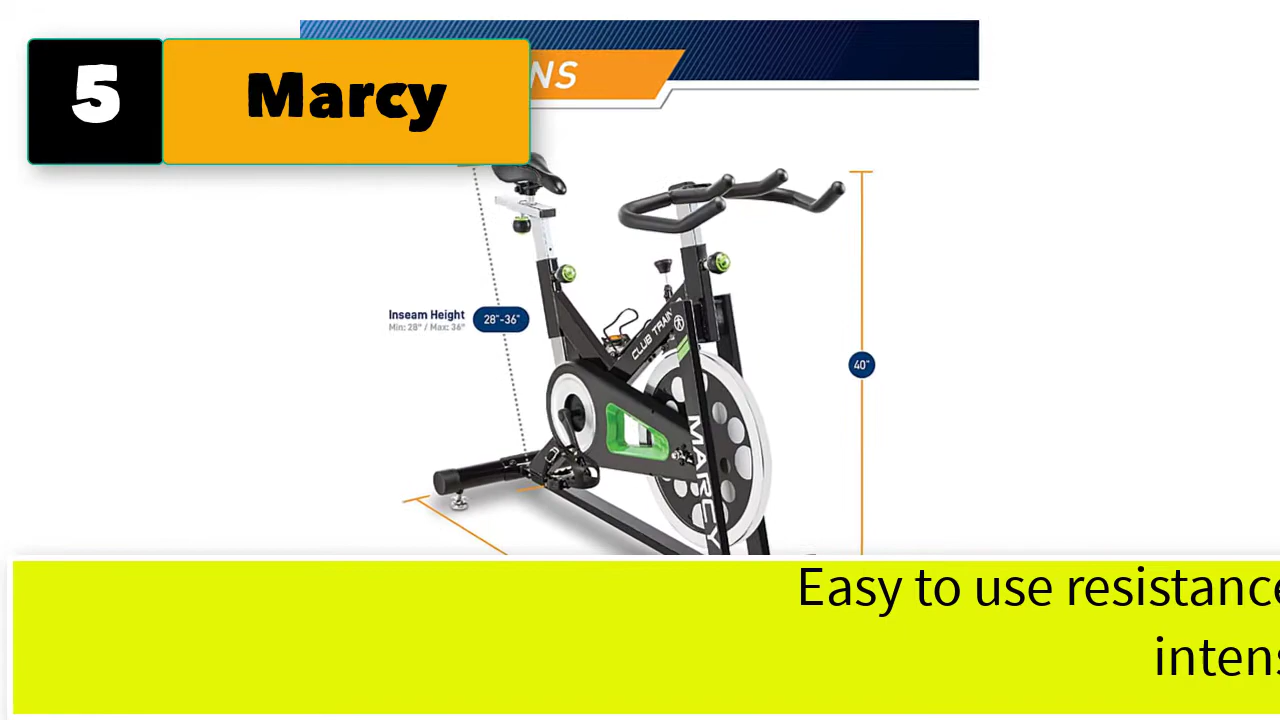 5
Marcy
NS
Inseam Height
Min: 28" / Max: 36"
28"-36"
40"
CLUB TRAIN
MARCY
Easy to use resistance
intens